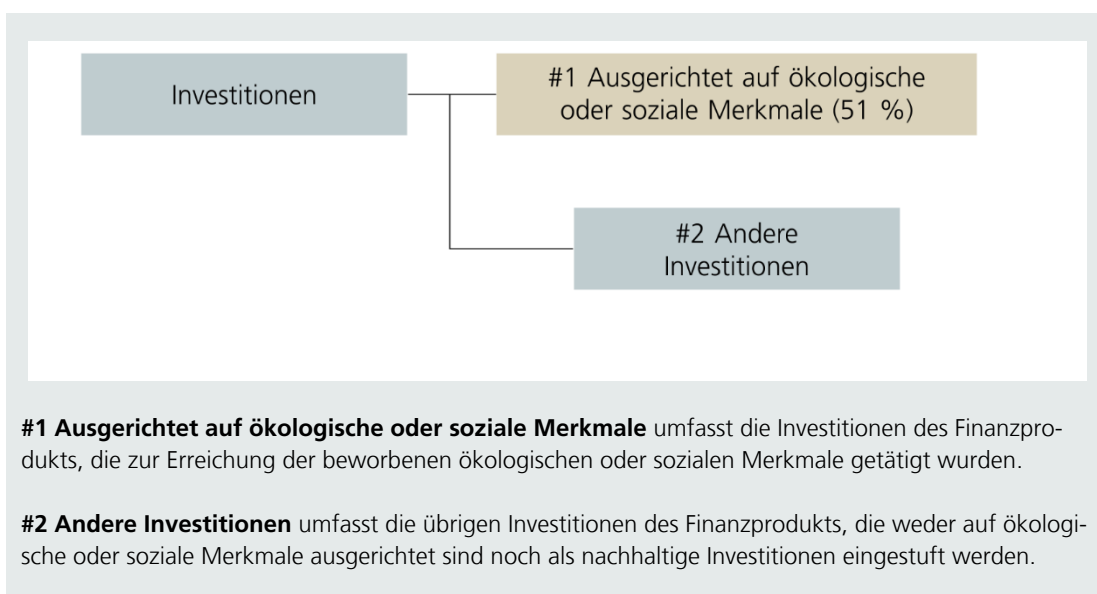 Investitionen
#1 Ausgerichtet auf ökologische
oder soziale Merkmale (51 %)
#2 Andere
Investitionen
#1 Ausgerichtet auf ökologische oder soziale Merkmale umfasst die Investitionen des Finanzpro-
dukts, die zur Erreichung der beworbenen ökologischen oder sozialen Merkmale getätigt wurden.
#2 Andere Investitionen umfasst die übrigen Investitionen des Finanzprodukts, die weder auf ökologi-
sche oder soziale Merkmale ausgerichtet sind noch als nachhaltige Investitionen eingestuft werden.